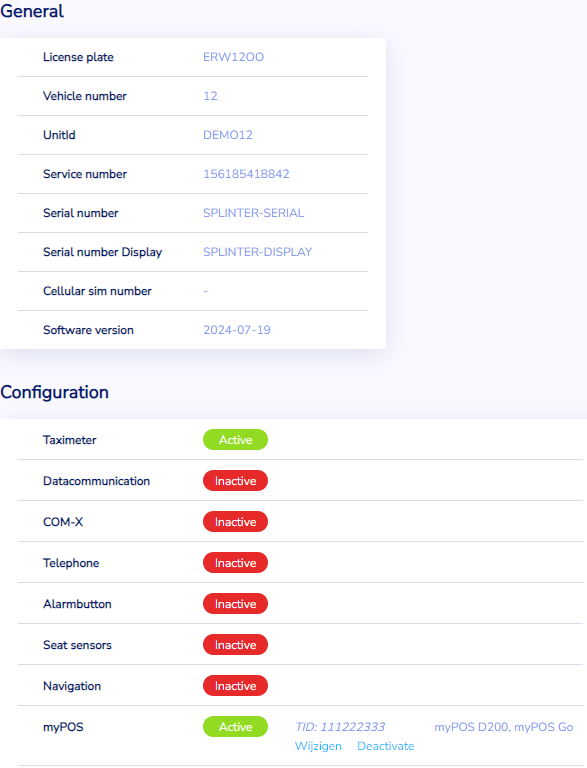 General
License plate ERW12OO
Vehicle number 12
UnitId DEMO12
Service number 156185418842
Serial number SPLINTER-SERIAL
Serial number Display SPLINTER-DISPLAY
Cellular sim number -
Software version 2024-07-19
Configuration
Taximeter Active
Datacommunication Inactive
COM-X Inactive
Telephone Inactive
Alarmbutton Inactive
Seat sensors Inactive
Navigation Inactive
myPOS Active TID: 111222333 myPOS D200, myPOS Go
Wijzigen Deactivate